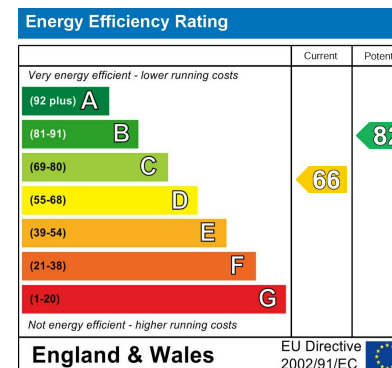 Energy Efficiency Rating
Current Potent
Very energy efficient - lower running costs
(92 plus) A
(81-91) B
82
(69-80) C
66
(55-68) D
(39-54) E
(21-38) F
(1-20) G
Not energy efficient - higher running costs
England & Wales
EU Directive
2002/91/EC